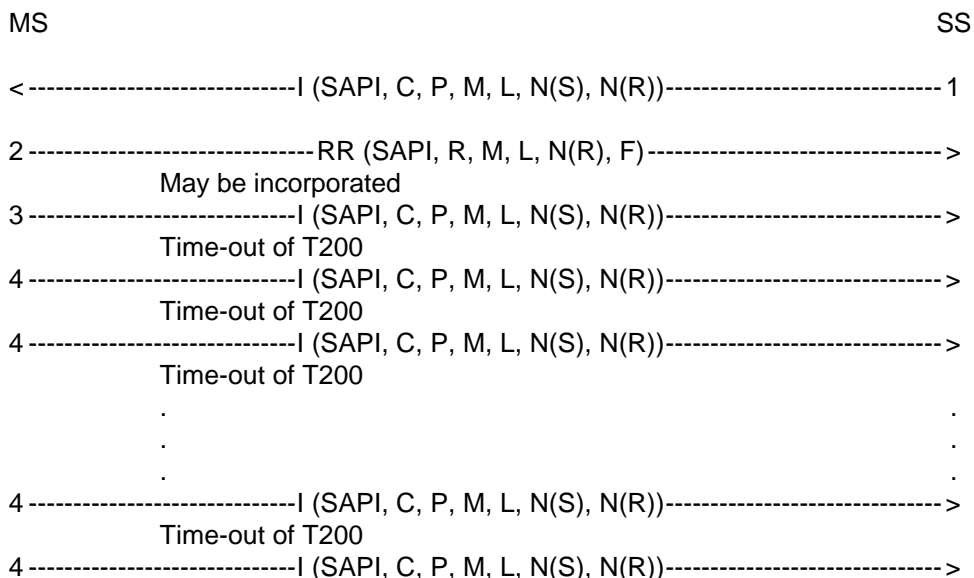 MS SS
< ------------------------------I (SAPI, C, P, M, L, N(S), N(R))------------------------------- 1
2 --------------------------------RR (SAPI, R, M, L, N(R), F)--------------------------------- >
May be incorporated
3 ------------------------------I (SAPI, C, P, M, L, N(S), N(R))------------------------------- >
Time-out of T200
4 ------------------------------I (SAPI, C, P, M, L, N(S), N(R))------------------------------- >
Time-out of T200
4 ------------------------------I (SAPI, C, P, M, L, N(S), N(R))------------------------------- >
Time-out of T200
. .
. .
. .
4 ------------------------------I (SAPI, C, P, M, L, N(S), N(R))------------------------------- >
Time-out of T200
4 ------------------------------I (SAPI, C, P, M, L, N(S), N(R))------------------------------- >